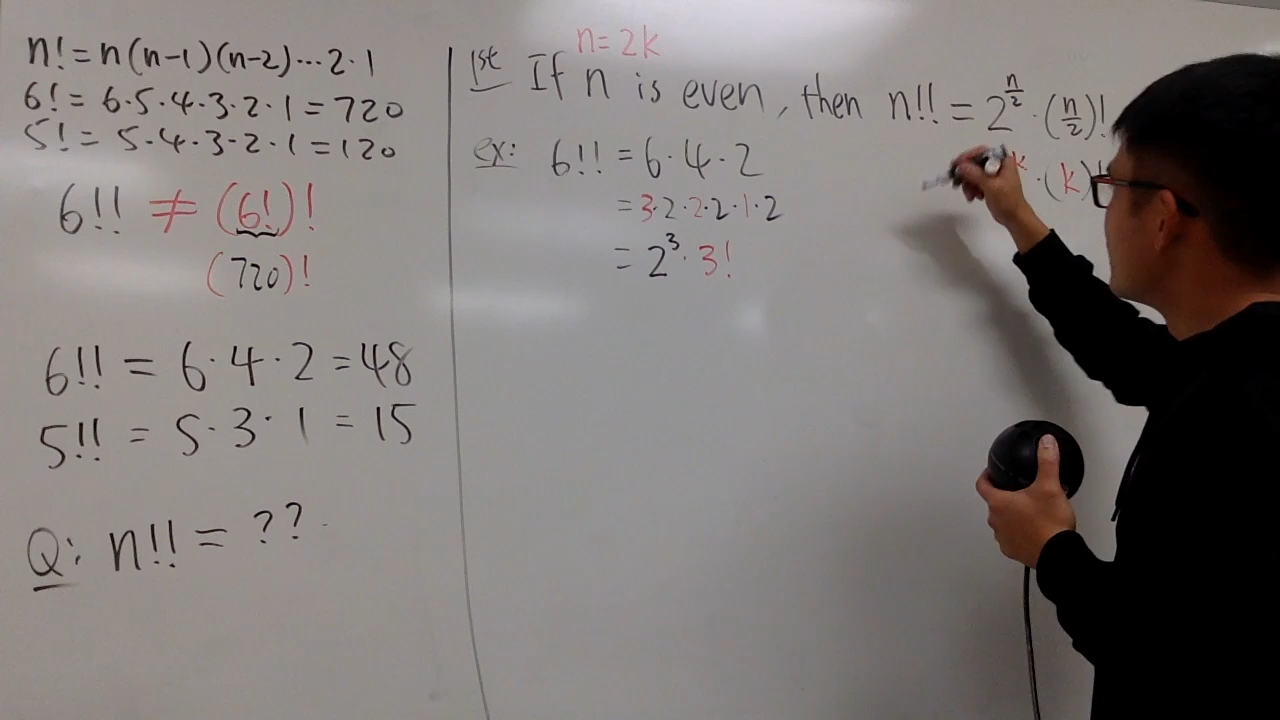 n! = n(n-1)(n-2)...2·1
6! = 6·5·4·3·2·1 = 720
5! = 5·4·3·2·1 = 120
6!! ≠ (6!)!
(720)!
6!! = 6·4·2 = 48
5!! = 5·3·1 = 15
Q: n!! = ??
n=2k
1st If n is even, then n!! = 2^(n/2) · (n/2)!
k · (k)!
ex: 6!! = 6·4·2
= 3·2·2·2·1·2
= 2^3 · 3!